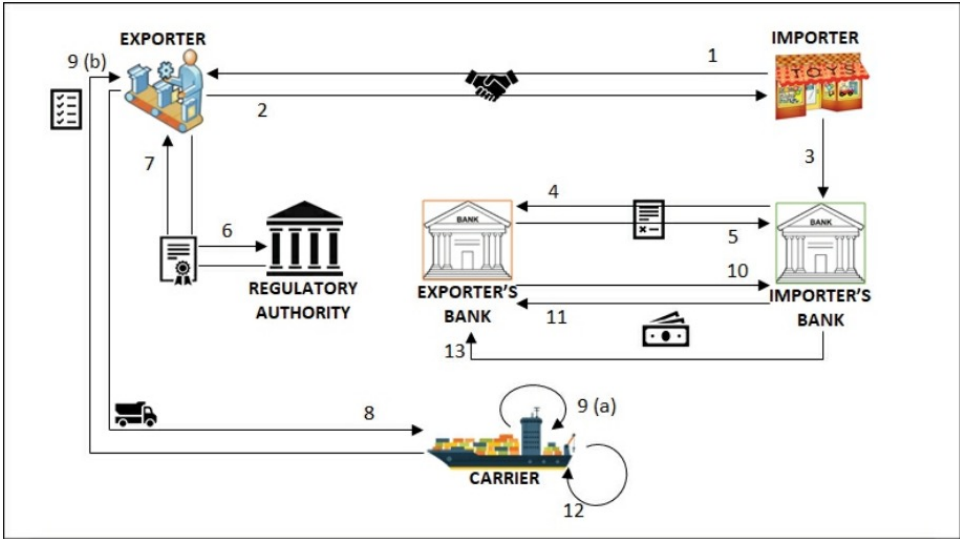 EXPORTER
IMPORTER
9 (b)
1
TOYS
2
7
3
4
BANK
BANK
6
5
10
REGULATORY
AUTHORITY
EXPORTER'S
BANK
IMPORTER'S
BANK
11
13
8
9 (a)
CARRIER
12